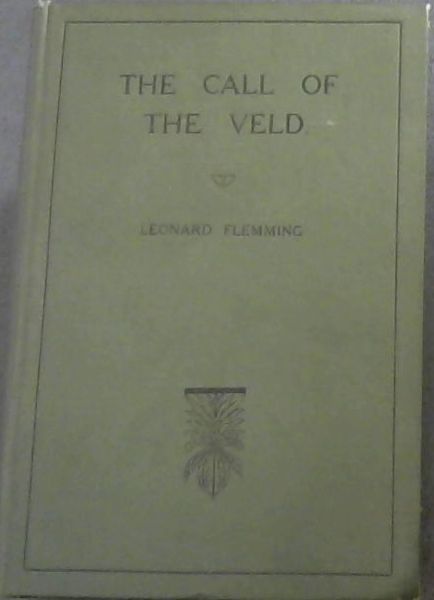 THE CALL OF
THE VELD
LEONARD FLEMMING